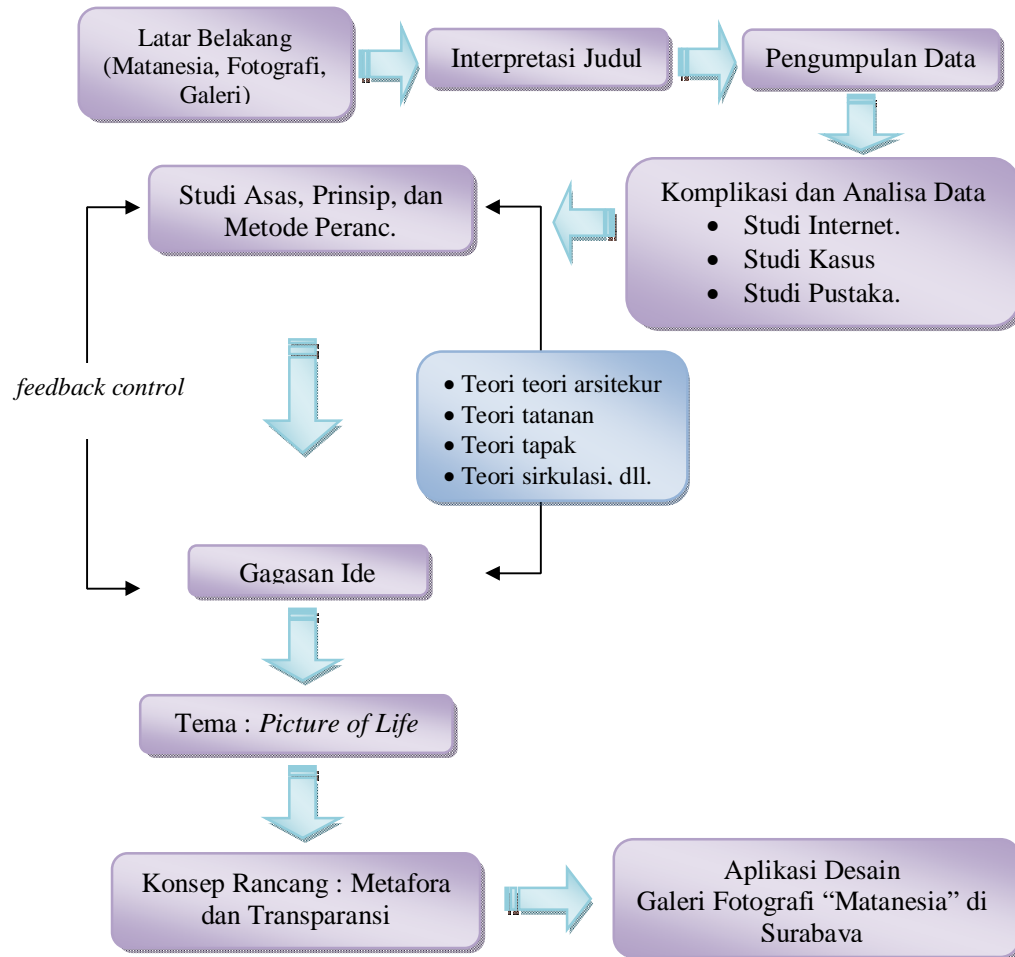 Latar Belakang
(Matanesia, Fotografi,
Galeri)
Interpretasi Judul
Pengumpulan Data
Komplikasi dan Analisa Data
• Studi Internet.
• Studi Kasus
• Studi Pustaka.
Studi Asas, Prinsip, dan
Metode Peranc.
feedback control
• Teori teori arsitekur
• Teori tatanan
• Teori tapak
• Teori sirkulasi, dll.
Gagasan Ide
Tema : Picture of Life
Konsep Rancang : Metafora
dan Transparansi
Aplikasi Desain
Galeri Fotografi “Matanesia” di
Surabaya